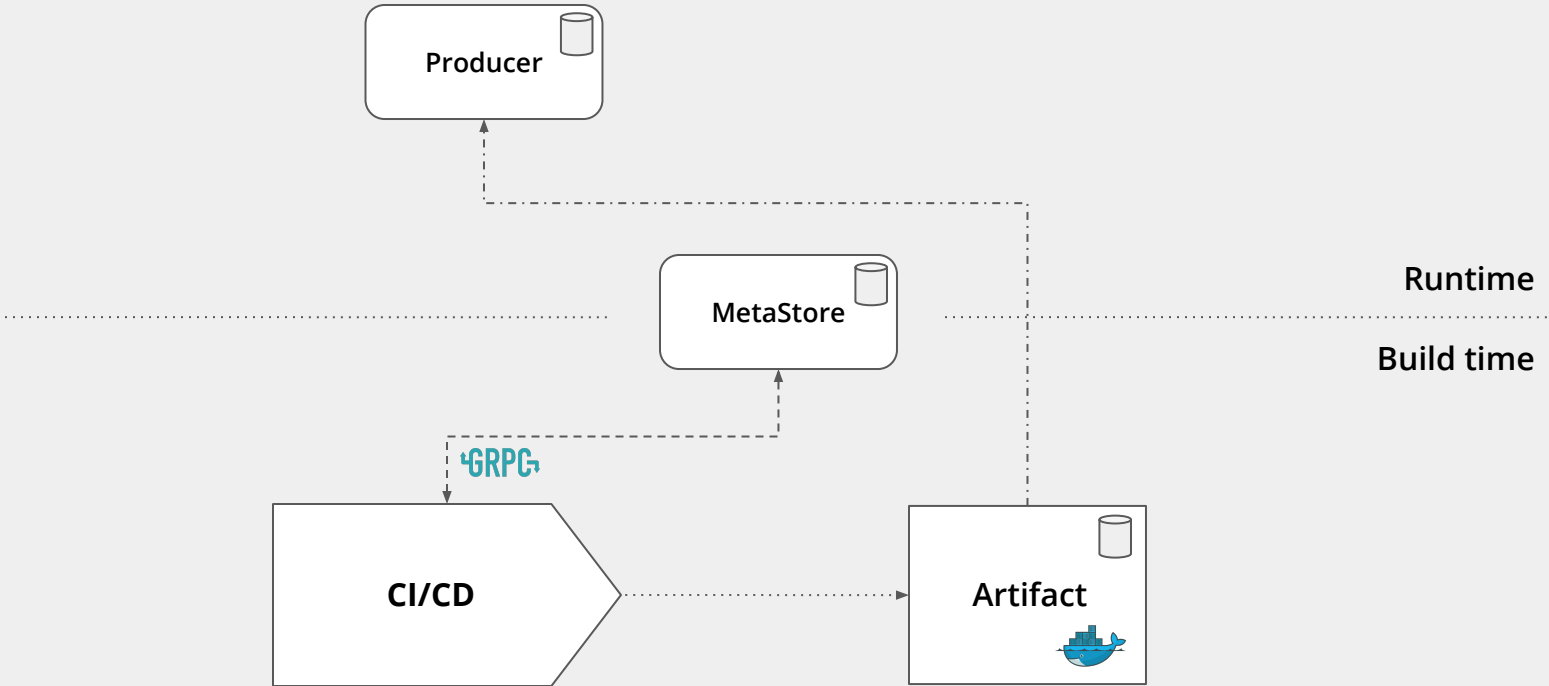 Producer
MetaStore
Runtime
Build time
GRPC
CI/CD
Artifact